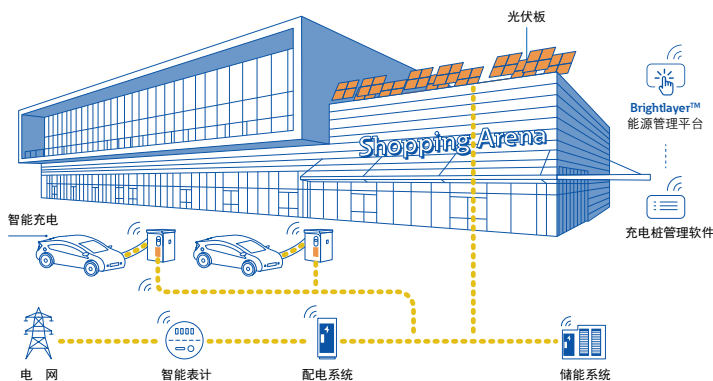 光伏板
Shopping Arena
Brightlayer™
能源管理平台
智能充电
充电桩管理软件
电 网
智能表计
配电系统
储能系统